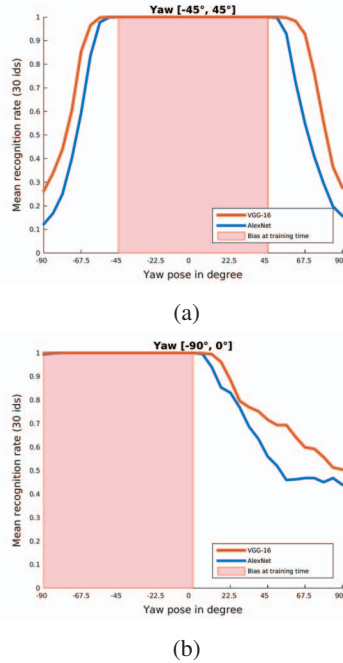 Yaw [-45°, 45°]
Mean recognition rate (30 ids)
1
0.9
0.8
0.7
0.6
0.5
0.4
0.3
0.2
0.1
0
VGG-16
AlexNet
Bias at training time
-90 -67.5 -45 -22.5 0 22.5 45 67.5 90
Yaw pose in degree
(a)
Yaw [-90°, 0°]
Mean recognition rate (30 ids)
1
0.9
0.8
0.7
0.6
0.5
0.4
0.3
0.2
0.1
0
VGG-16
AlexNet
Bias at training time
-90 -67.5 -45 -22.5 0 22.5 45 67.5 90
Yaw pose in degree
(b)